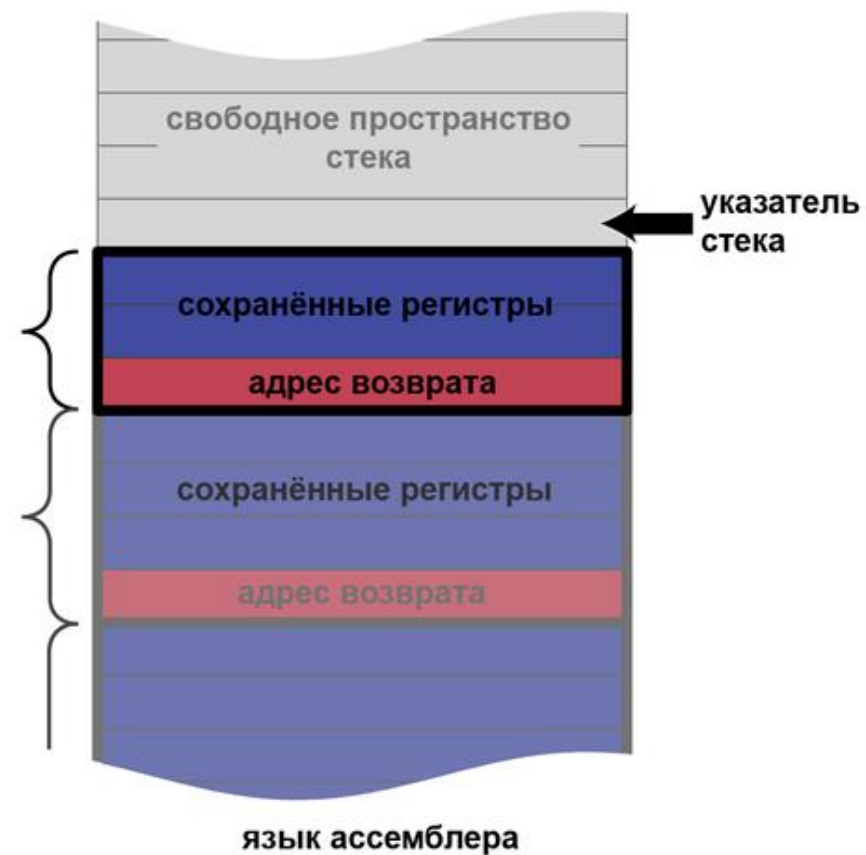 свободное пространство
стека
указатель
стека
сохранённые регистры
адрес возврата
сохранённые регистры
адрес возврата
язык ассемблера